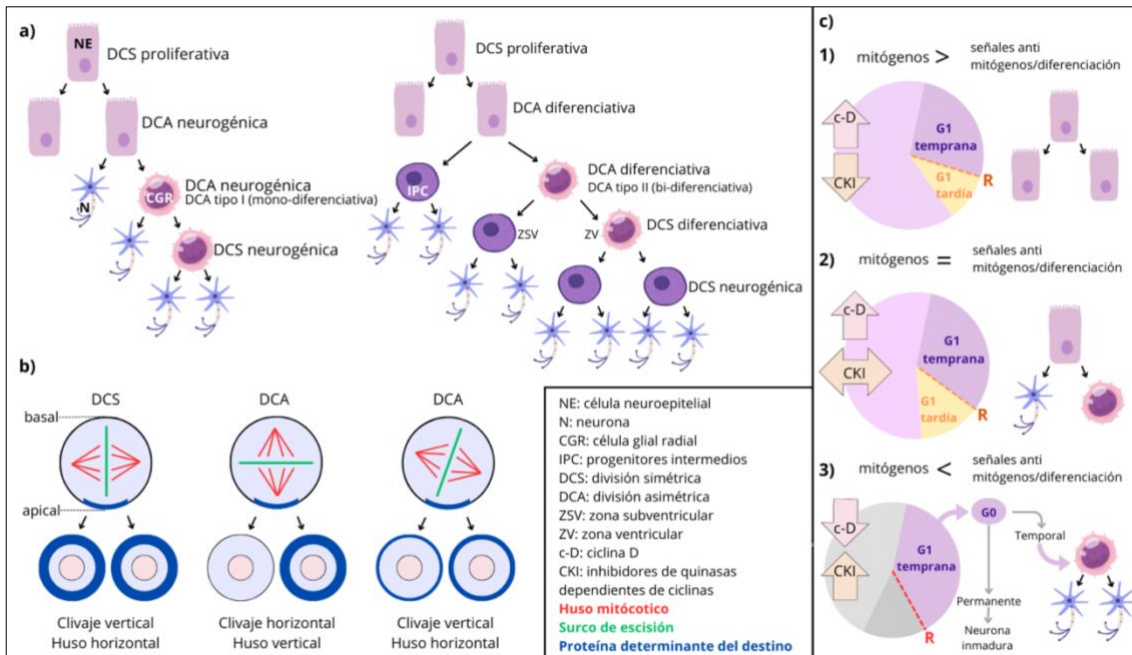 a)
NE
DCS proliferativa
DCA neurogénica
N
CGR
DCA neurogénica
DCA tipo I (mono-diferenciativa)
DCS neurogénica
DCS proliferativa
DCA diferenciativa
IPC
DCA diferenciativa
DCA tipo II (bi-diferenciativa)
ZSV
ZV
DCS diferenciativa
DCS neurogénica
b)
DCS
DCA
DCA
basal
apical
Clivaje vertical
Huso horizontal
Clivaje horizontal
Huso vertical
Clivaje vertical
Huso horizontal
NE: célula neuroepitelial
N: neurona
CGR: célula glial radial
IPC: progenitores intermedios
DCS: división simétrica
DCA: división asimétrica
ZSV: zona subventricular
ZV: zona ventricular
c-D: ciclina D
CKI: inhibidores de quinasas
dependientes de ciclinas
Huso mitócotico
Surco de escisión
Proteína determinante del destino
c)
1) mitógenos > señales anti
mitógenos/diferenciación
c-D
CKI
G1
temprana
G1
tardía
R
2) mitógenos = señales anti
mitógenos/diferenciación
c-D
CKI
G1
temprana
G1
tardía
R
3) mitógenos < señales anti
mitógenos/diferenciación
c-D
CKI
G1
temprana
R
G0
Temporal
Permanente
Neurona
inmadura